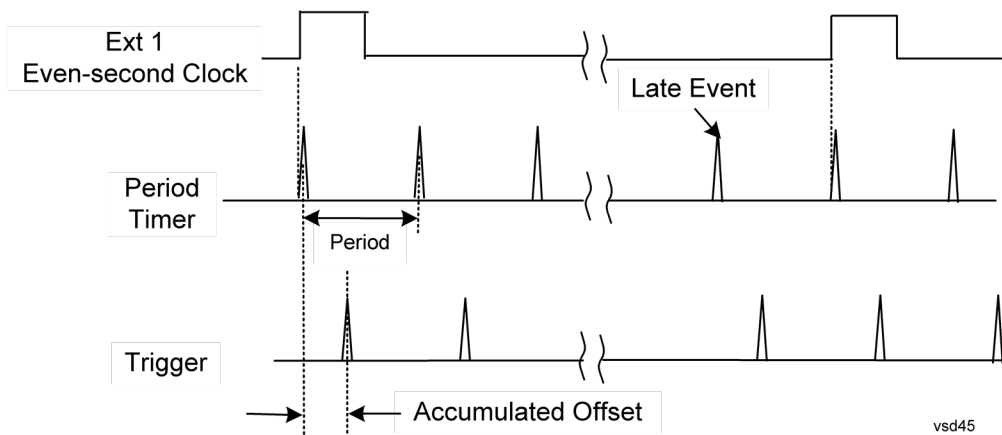 Ext 1
Even-second Clock
Late Event
Period
Timer
Period
Trigger
Accumulated Offset
vsd45